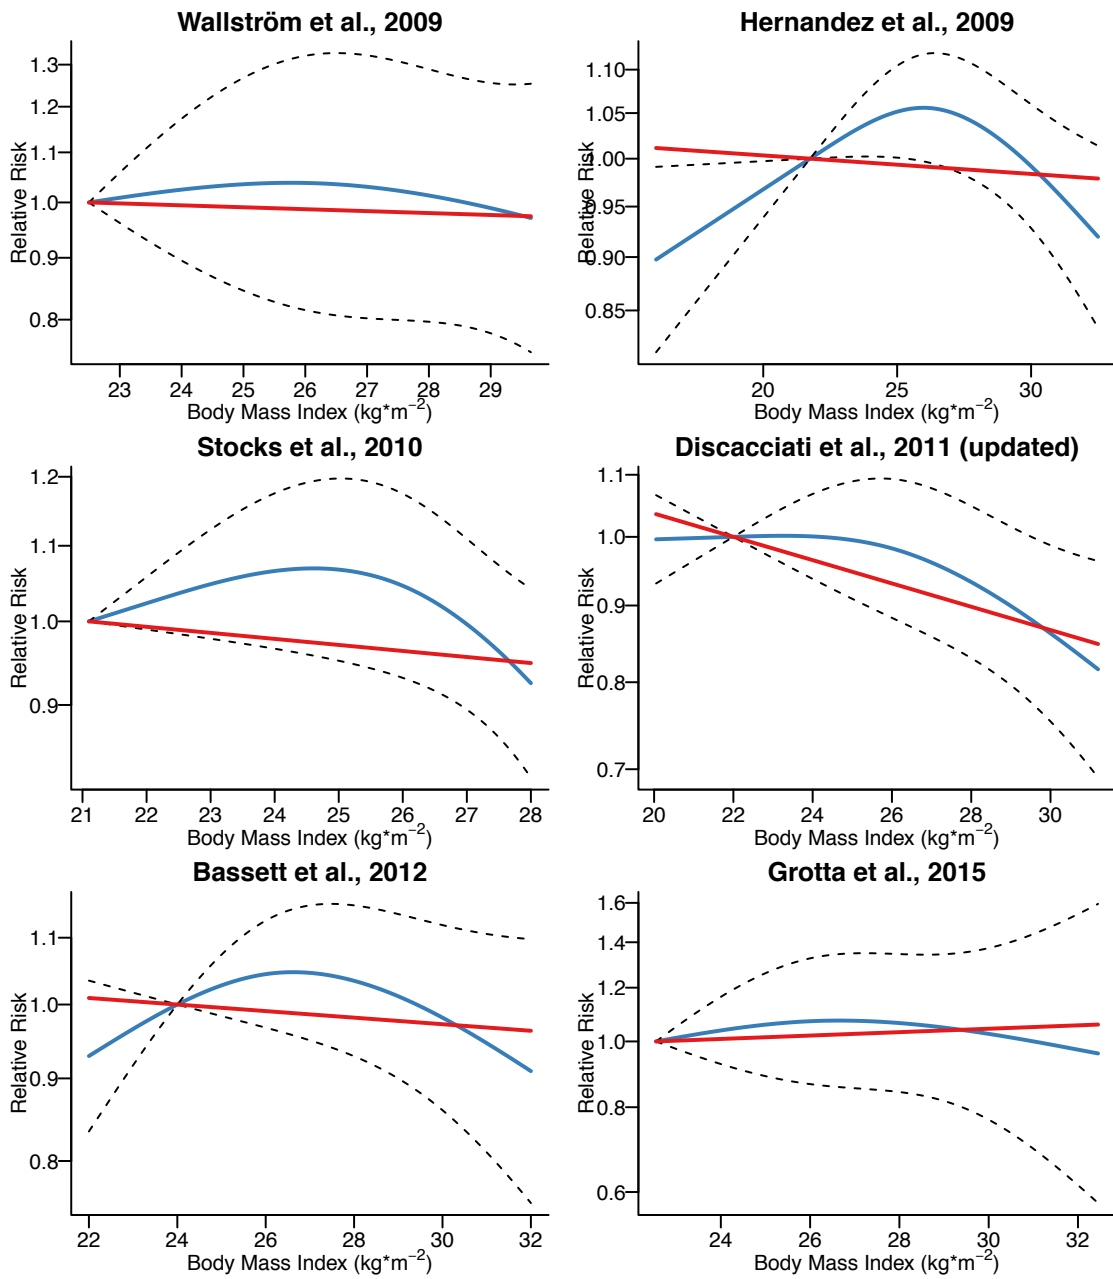 Wallström et al., 2009
Relative Risk
1.3
1.2
1.1
1.0
0.9
0.8
23 24 25 26 27 28 29
Body Mass Index (kg*m−2)
Hernandez et al., 2009
Relative Risk
1.10
1.05
1.00
0.95
0.90
0.85
20 25 30
Body Mass Index (kg*m−2)
Stocks et al., 2010
Relative Risk
1.2
1.1
1.0
0.9
21 22 23 24 25 26 27 28
Body Mass Index (kg*m−2)
Discacciati et al., 2011 (updated)
Relative Risk
1.1
1.0
0.9
0.8
0.7
20 22 24 26 28 30
Body Mass Index (kg*m−2)
Bassett et al., 2012
Relative Risk
1.1
1.0
0.9
0.8
22 24 26 28 30 32
Body Mass Index (kg*m−2)
Grotta et al., 2015
Relative Risk
1.6
1.4
1.2
1.0
0.8
0.6
24 26 28 30 32
Body Mass Index (kg*m−2)